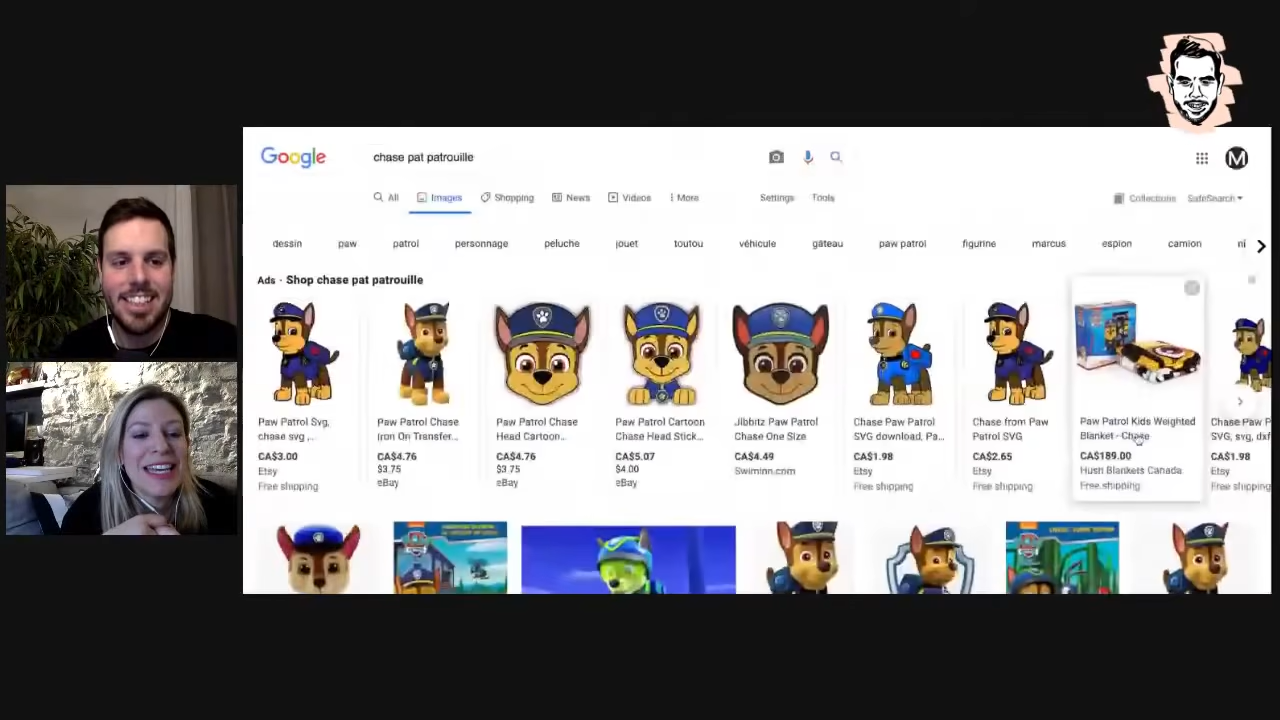 Google
chase pat patrouille
M
All Images Shopping News Videos More Settings Tools Collections SafeSearch
dessin paw patrol personnage peluche jouet toutou véhicule gâteau paw patrol figurine marcus espion camion
Ads · Shop chase pat patrouille
Paw Patrol Svg,
chase svg ,...
CA$3.00
Etsy
Free shipping
Paw Patrol Chase
Iron On Transfer...
CA$4.76
$3.75
eBay
Paw Patrol Chase
Head Cartoon...
CA$4.76
$3.75
eBay
Paw Patrol Cartoon
Chase Head Stick...
CA$5.07
$4.00
eBay
Jibbitz Paw Patrol
Chase One Size
CA$4.49
Swiminn.com
Chase Paw Patrol
SVG download, Pa...
CA$1.98
Etsy
Free shipping
Chase from Paw
Patrol SVG
CA$2.65
Etsy
Free shipping
Paw Patrol Kids Weighted
Blanket - Chase
CA$189.00
Hush Blankets Canada
Free shipping
Chase Paw P
SVG, svg, dxf
CA$1.98
Etsy
Free shipping